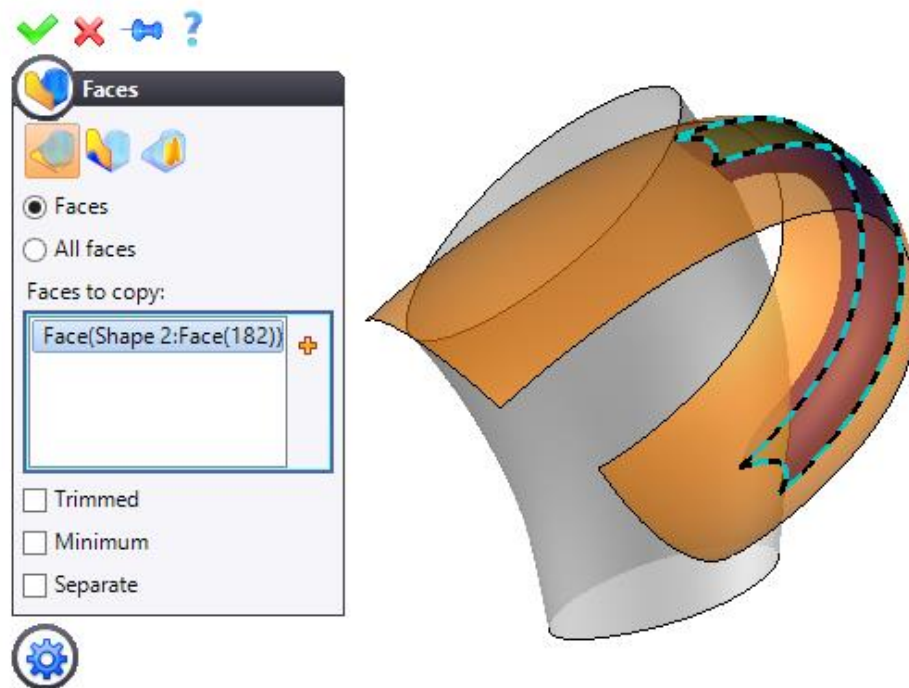 ?
Faces
Faces
All faces
Faces to copy:
Face(Shape 2:Face(182))
Trimmed
Minimum
Separate